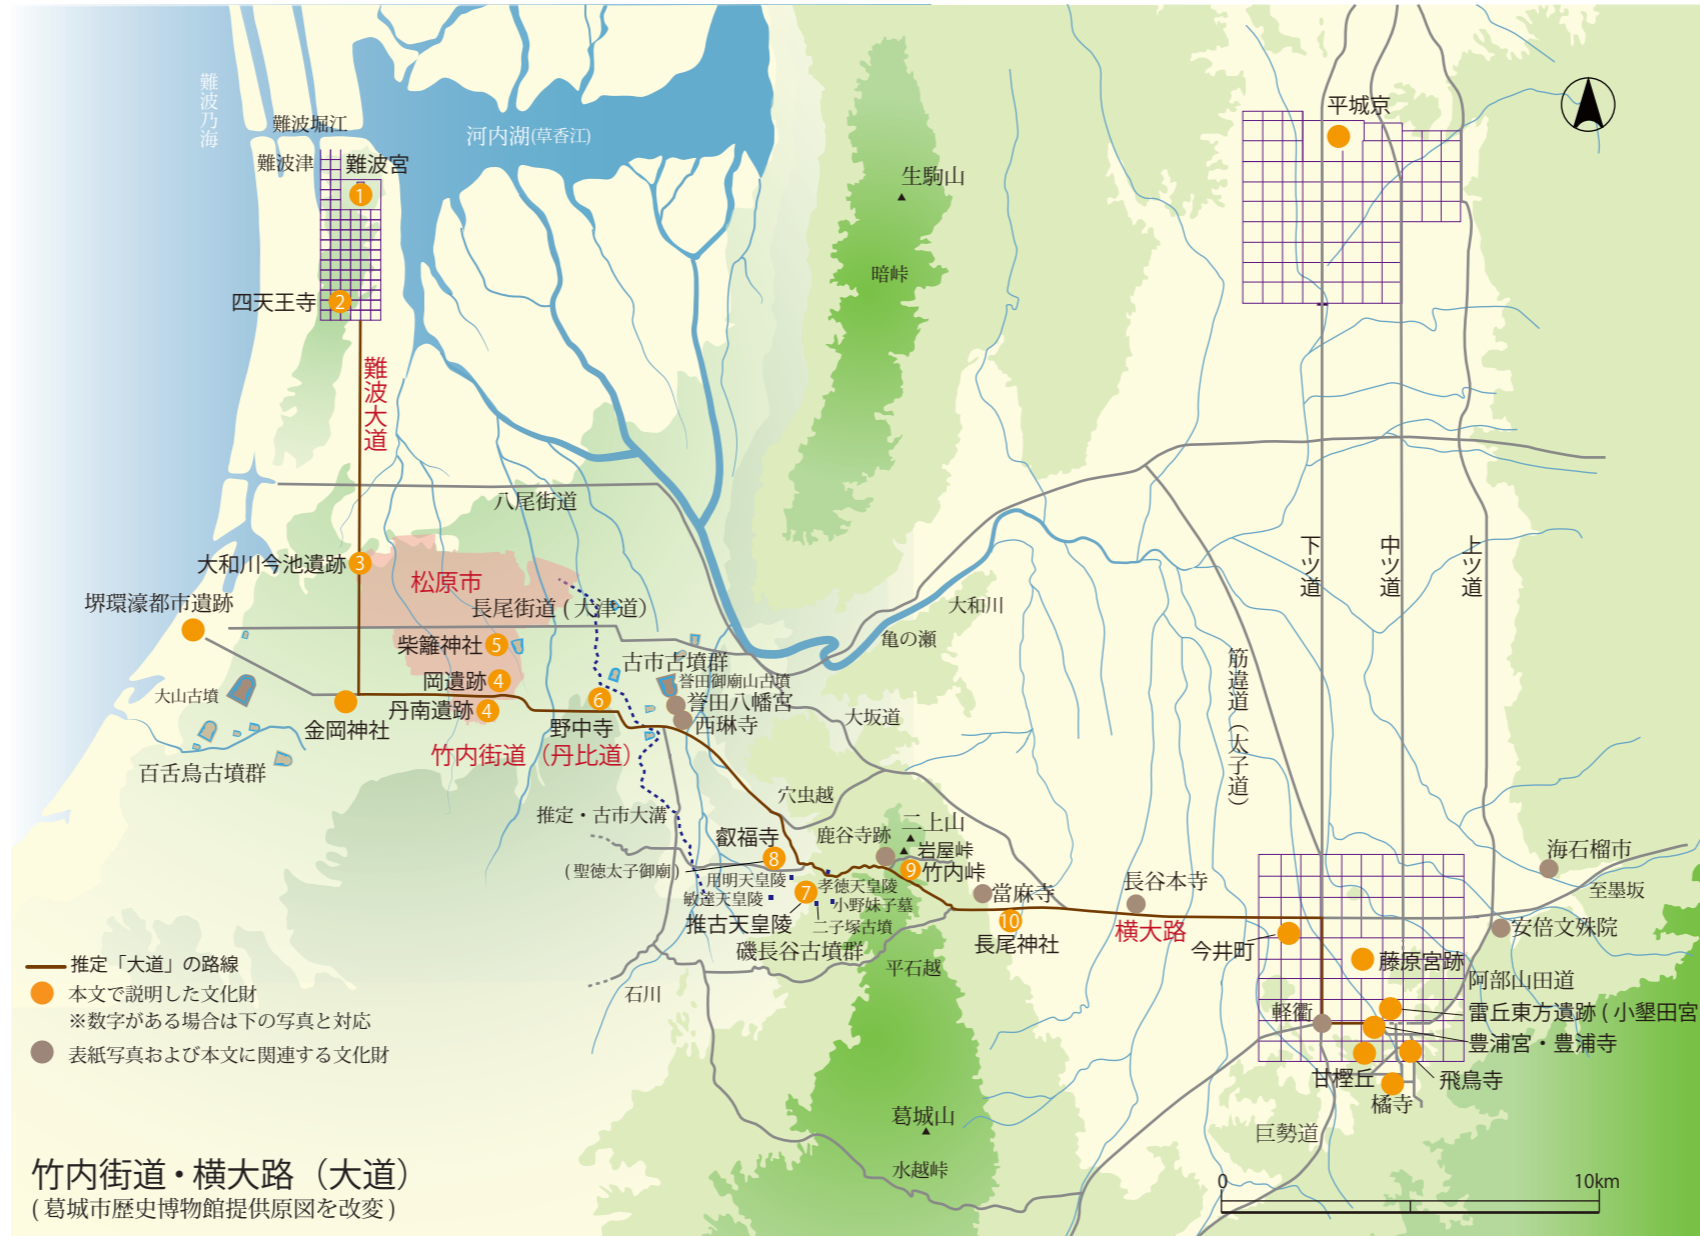 難波乃海
難波堀江
難波津
難波宮
1
河内湖(草香江)
四天王寺
2
難波大道
生駒山
暗峠
平城京
八尾街道
大和川今池遺跡
3
松原市
堺環濠都市遺跡
長尾街道 ( 大津道)
柴籬神社
5
岡遺跡
4
丹南遺跡
4
大山古墳
金岡神社
百舌鳥古墳群
竹内街道（丹比道）
6
野中寺
古市古墳群
誉田御廟山古墳
誉田八幡宮
西琳寺
大和川
亀の瀬
大坂道
下ツ道
中ツ道
上ツ道
筋違道（太子道）
推定・古市大溝
穴虫越
叡福寺
8
( 聖徳太子御廟 )
鹿谷寺跡
二上山
岩屋峠
9
竹内峠
用明天皇陵
敏達天皇陵
孝徳天皇陵
7
小野妹子墓
推古天皇陵
二子塚古墳
磯長谷古墳群
當麻寺
10
長尾神社
長谷本寺
横大路
今井町
海石榴市
至墨坂
安倍文殊院
藤原宮跡
阿部山田道
軽衢
雷丘東方遺跡 ( 小墾田宮
豊浦宮・豊浦寺
甘樫丘
飛鳥寺
橘寺
巨勢道
平石越
石川
葛城山
水越峠
推定「大道」の路線
本文で説明した文化財
※数字がある場合は下の写真と対応
表紙写真および本文に関連する文化財
竹内街道・横大路（大道）
( 葛城市歴史博物館提供原図を改変 )
0
10km